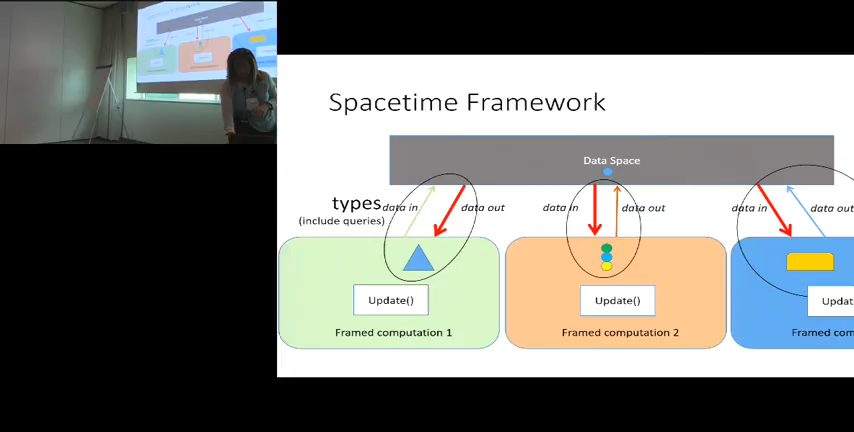 Spacetime Framework
Data Space
types
(include queries)
data in
data out
data in
data out
data in
data out
Update()
Update()
Updat
Framed computation 1
Framed computation 2
Framed com